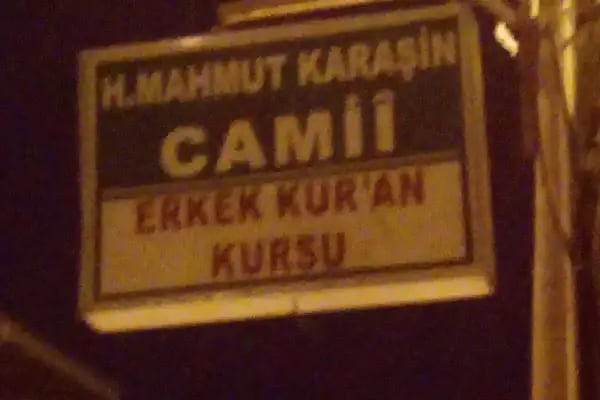 H.MAHMUT KARAŞİN
CAMİİ
ERKEK KUR'AN
KURSU